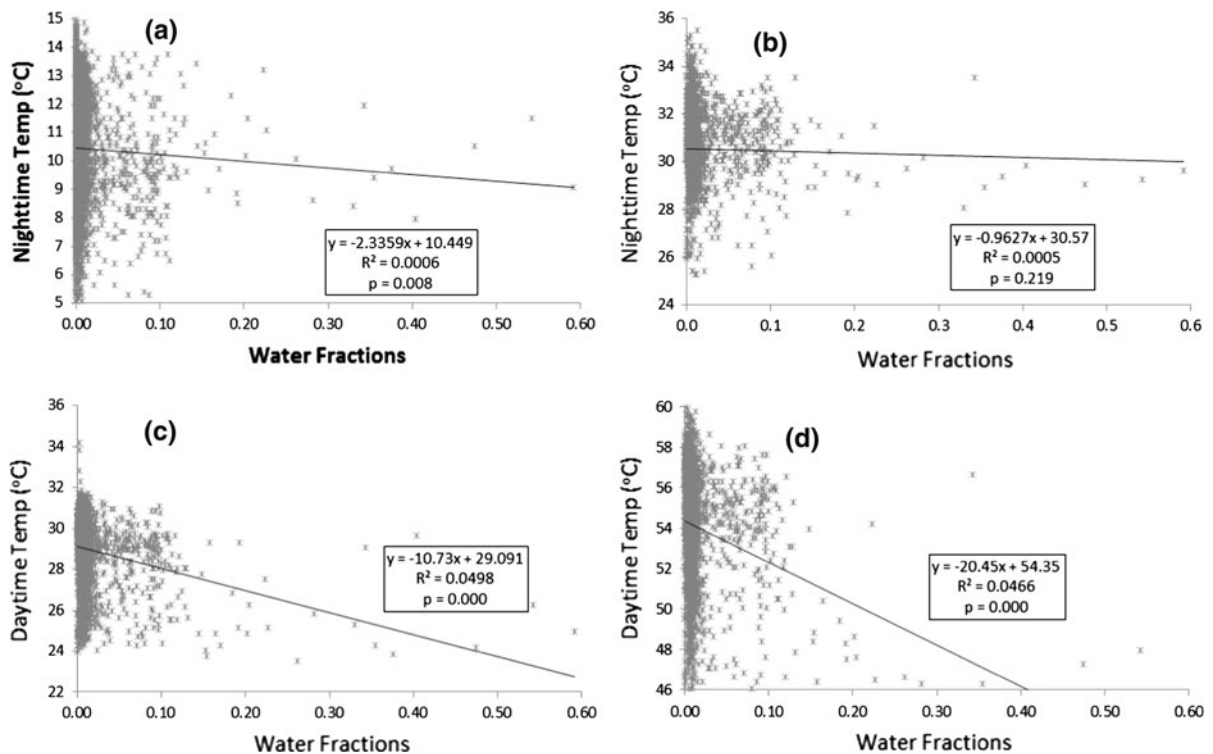 (a)
Nighttime Temp (°C)
15
14
13
12
11
10
9
8
7
6
5
y = -2.3359x + 10.449
R² = 0.0006
p = 0.008
0.00 0.10 0.20 0.30 0.40 0.50 0.60
Water Fractions
(b)
Nighttime Temp (°C)
36
34
32
30
28
26
24
y = -0.9627x + 30.57
R² = 0.0005
p = 0.219
0.0 0.1 0.2 0.3 0.4 0.5 0.6
Water Fractions
(c)
Daytime Temp (°C)
36
34
32
30
28
26
24
22
y = -10.73x + 29.091
R² = 0.0498
p = 0.000
0.00 0.10 0.20 0.30 0.40 0.50 0.60
Water Fractions
(d)
Daytime Temp (°C)
60
58
56
54
52
50
48
46
y = -20.45x + 54.35
R² = 0.0466
p = 0.000
0.00 0.10 0.20 0.30 0.40 0.50 0.60
Water Fractions